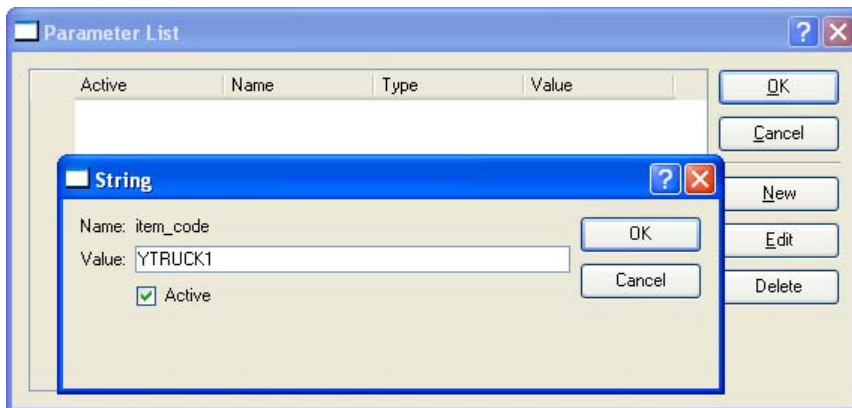 Parameter List
Active Name Type Value
OK
Cancel
String
New
Name: item_code
OK
Edit
Value: YTRUCK1
Cancel
Delete
Active